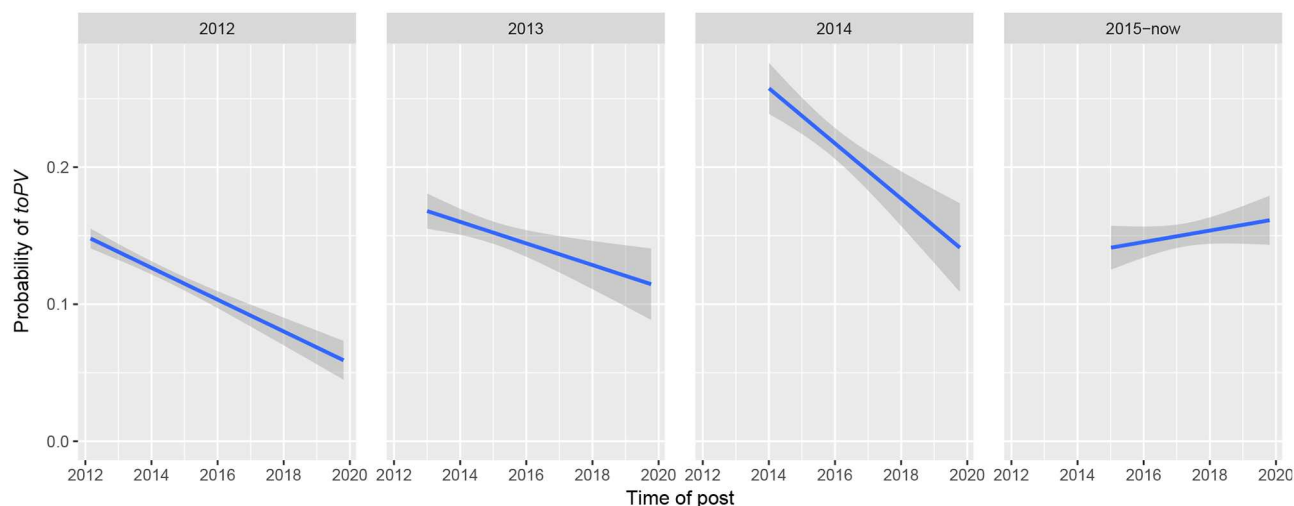 2012 2013 2014 2015–now
Probability of toPV
0.2
0.1
0.0
2012 2014 2016 2018 2020 2012 2014 2016 2018 2020 2012 2014 2016 2018 2020 2012 2014 2016 2018 2020
Time of post